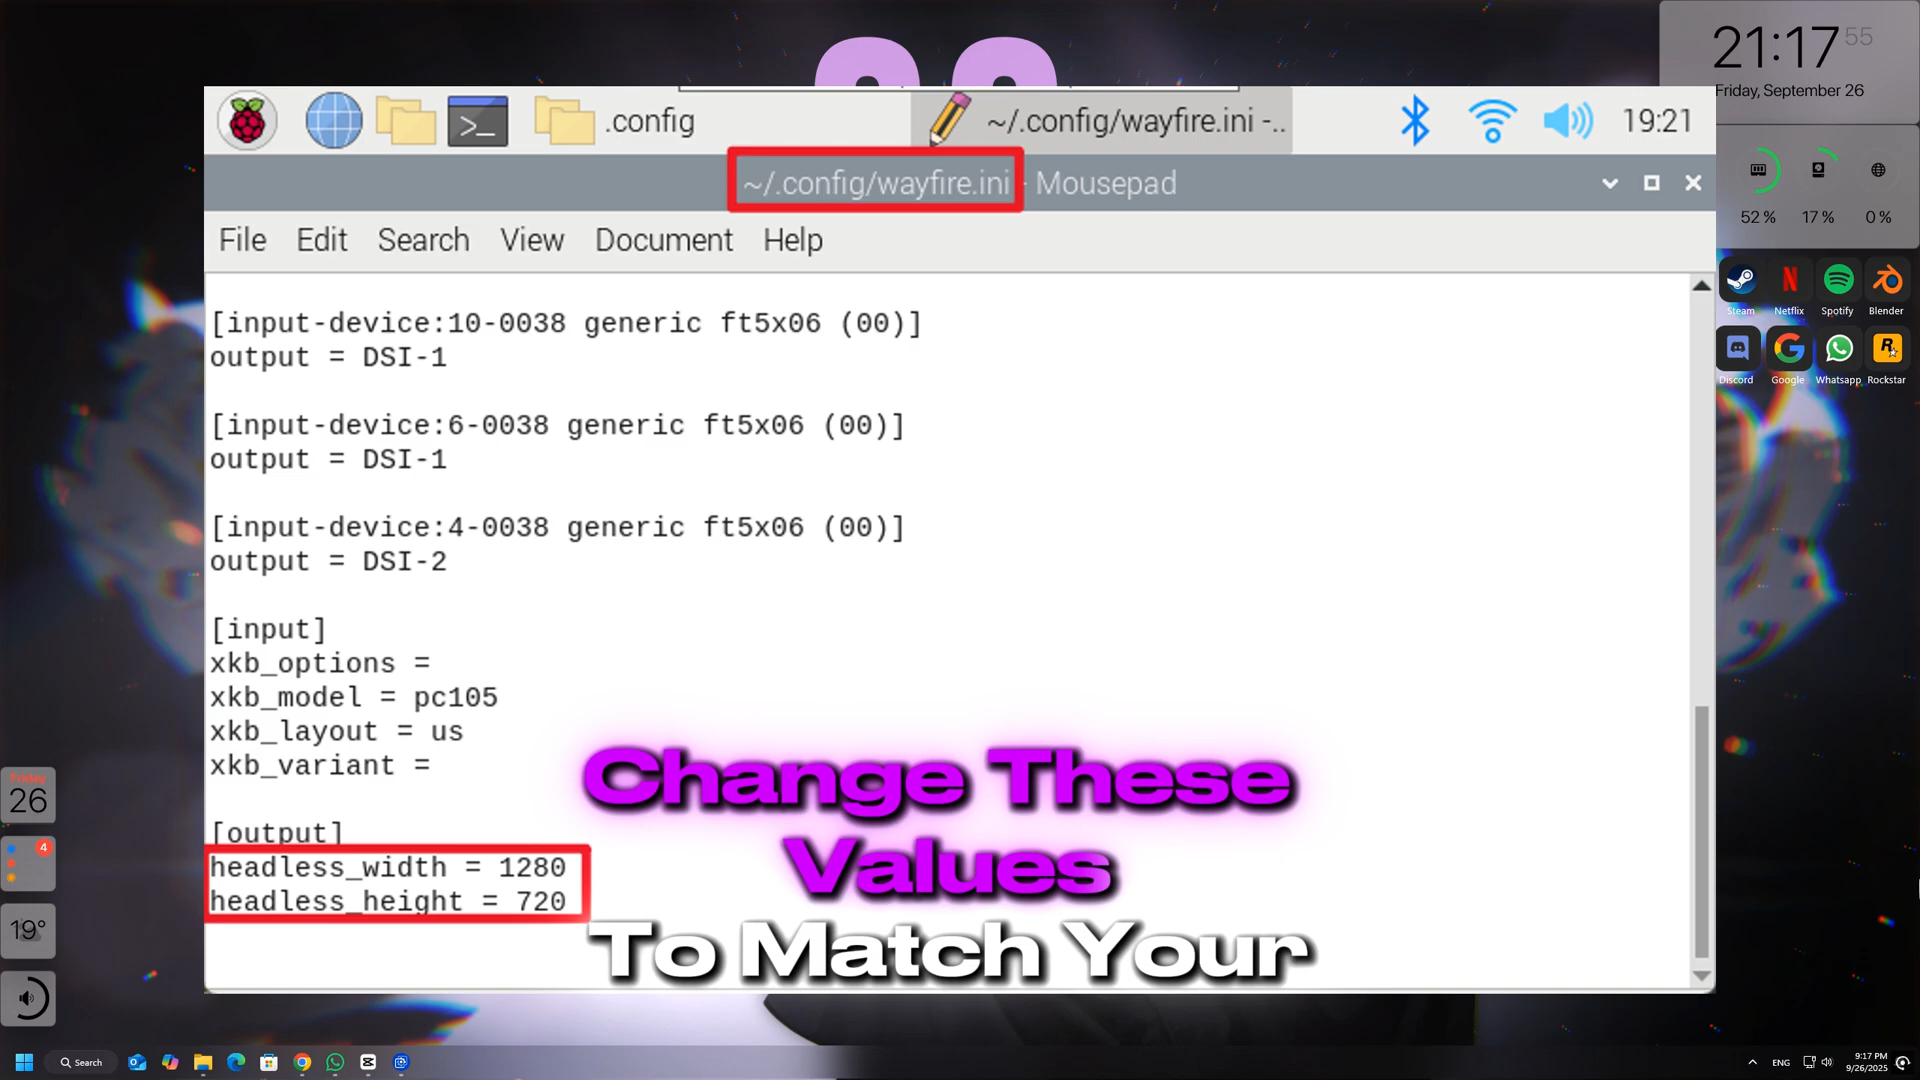 21:17 55
Friday, September 26
.config
~/.config/wayfire.ini -..
19:21
~/.config/wayfire.ini - Mousepad
File Edit Search View Document Help
52 % 17 % 0 %
[input-device:10-0038 generic ft5x06 (00)]
output = DSI-1
[input-device:6-0038 generic ft5x06 (00)]
output = DSI-1
[input-device:4-0038 generic ft5x06 (00)]
output = DSI-2
[input]
xkb_options =
xkb_model = pc105
xkb_layout = us
xkb_variant =
[output]
headless_width = 1280
headless_height = 720
Change These
Values
To Match Your
Steam Netflix Spotify Blender
Discord Google Whatsapp Rockstar
Friday
26
4
19°
Search
ENG
9:17 PM
9/26/2025